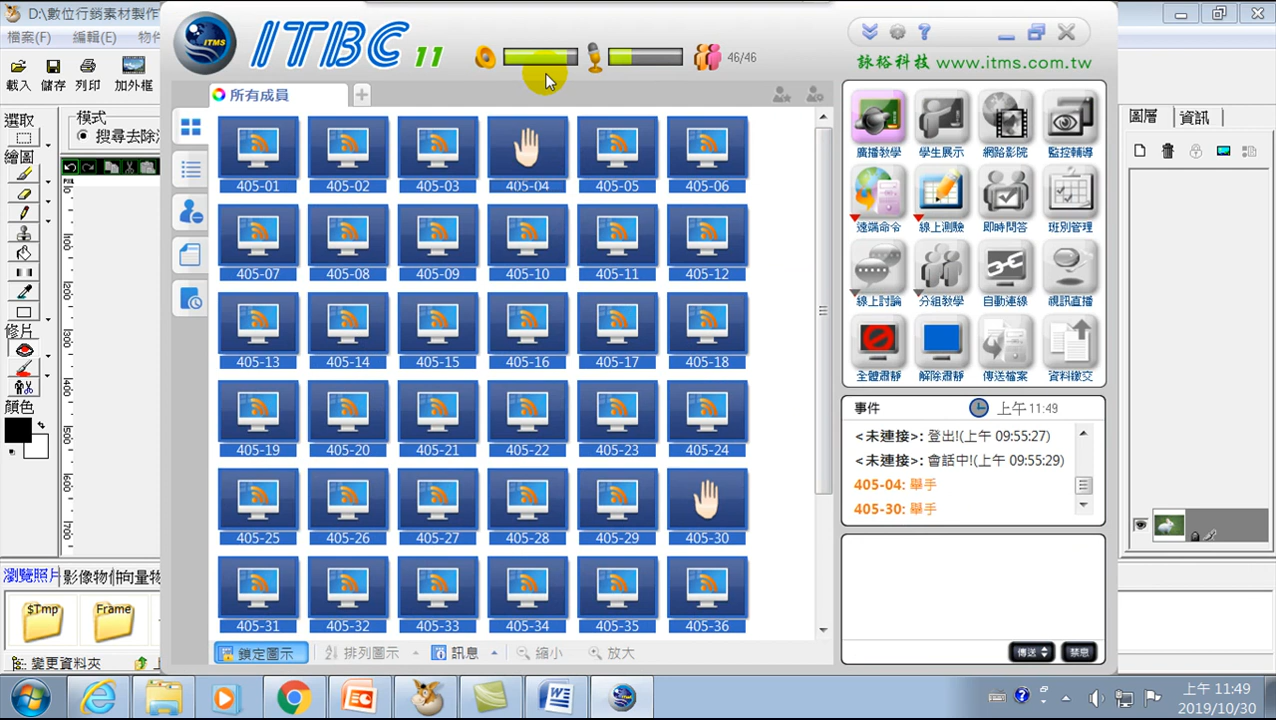 D:\數位行銷素材製作
檔案(F) 編輯(E) 物件
載入 儲存 列印 加外框
選取
模式
搜尋去除
繪圖
修片
顏色
瀏覽照片 影像物件 向量物
$Tmp Frame
變更資料夾 上
ITMS
ITBC 11
46/46
詠裕科技 www.itms.com.tw
所有成員
405-01 405-02 405-03 405-04 405-05 405-06
405-07 405-08 405-09 405-10 405-11 405-12
405-13 405-14 405-15 405-16 405-17 405-18
405-19 405-20 405-21 405-22 405-23 405-24
405-25 405-26 405-27 405-28 405-29 405-30
405-31 405-32 405-33 405-34 405-35 405-36
鎖定圖示 排列圖示 訊息 縮小 放大
廣播教學 學生展示 網路影院 監控輔導
遠端命令 線上測驗 即時問答 班別管理
線上討論 分組教學 自動連線 視訊直播
全體肅靜 解除肅靜 傳送檔案 資料繳交
事件 上午 11:49
<未連接>: 登出!(上午 09:55:27)
<未連接>: 會話中!(上午 09:55:29)
405-04: 舉手
405-30: 舉手
傳送 禁息
圖層 資訊
上午 11:49
2019/10/30